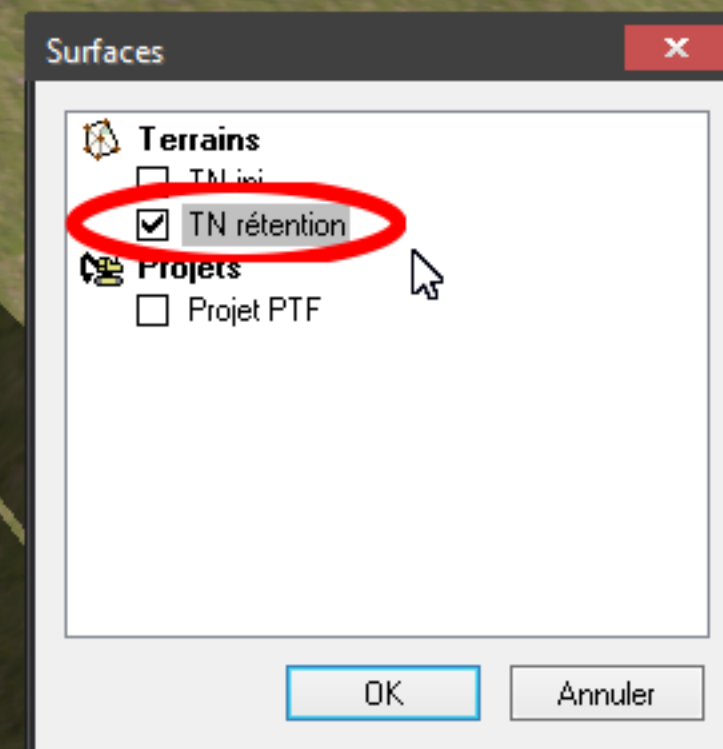 Surfaces
Terrains
TN ini
TN rétention
Projets
Projet PTF
OK
Annuler